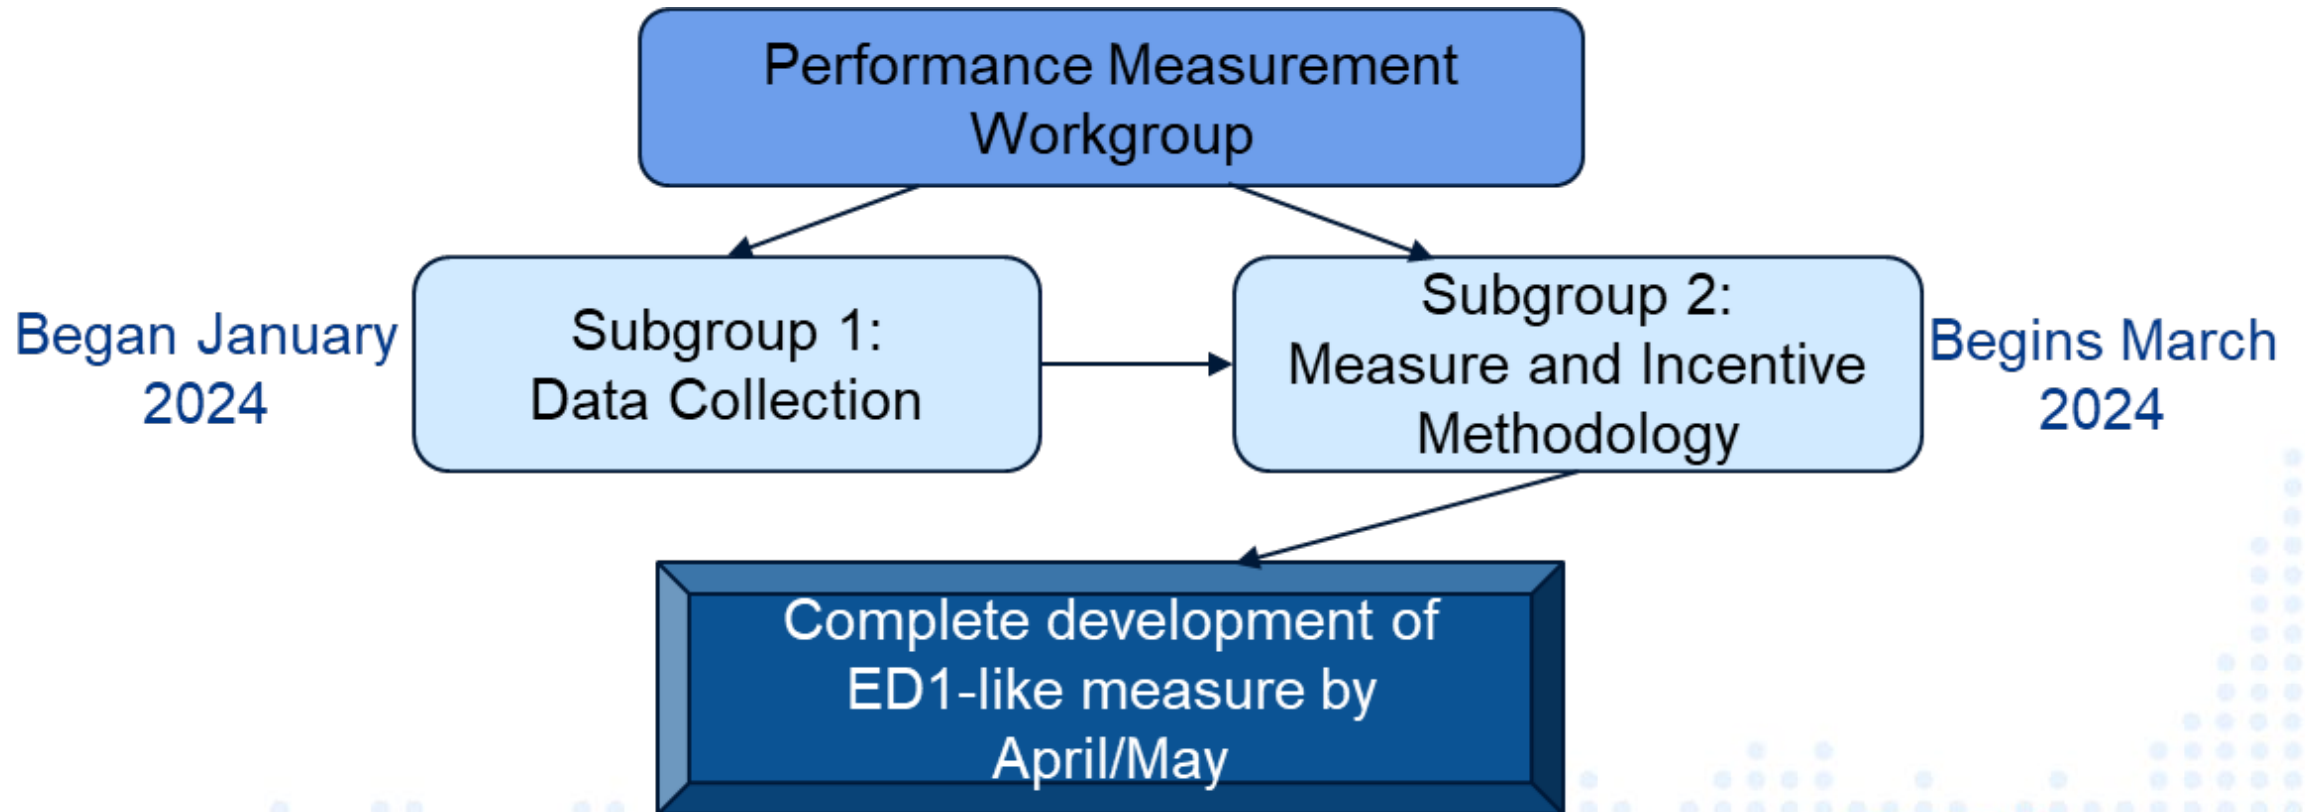 Performance Measurement
Workgroup
Began January
2024
Subgroup 1:
Data Collection
Subgroup 2:
Measure and Incentive
Methodology
Begins March
2024
Complete development of
ED1-like measure by
April/May